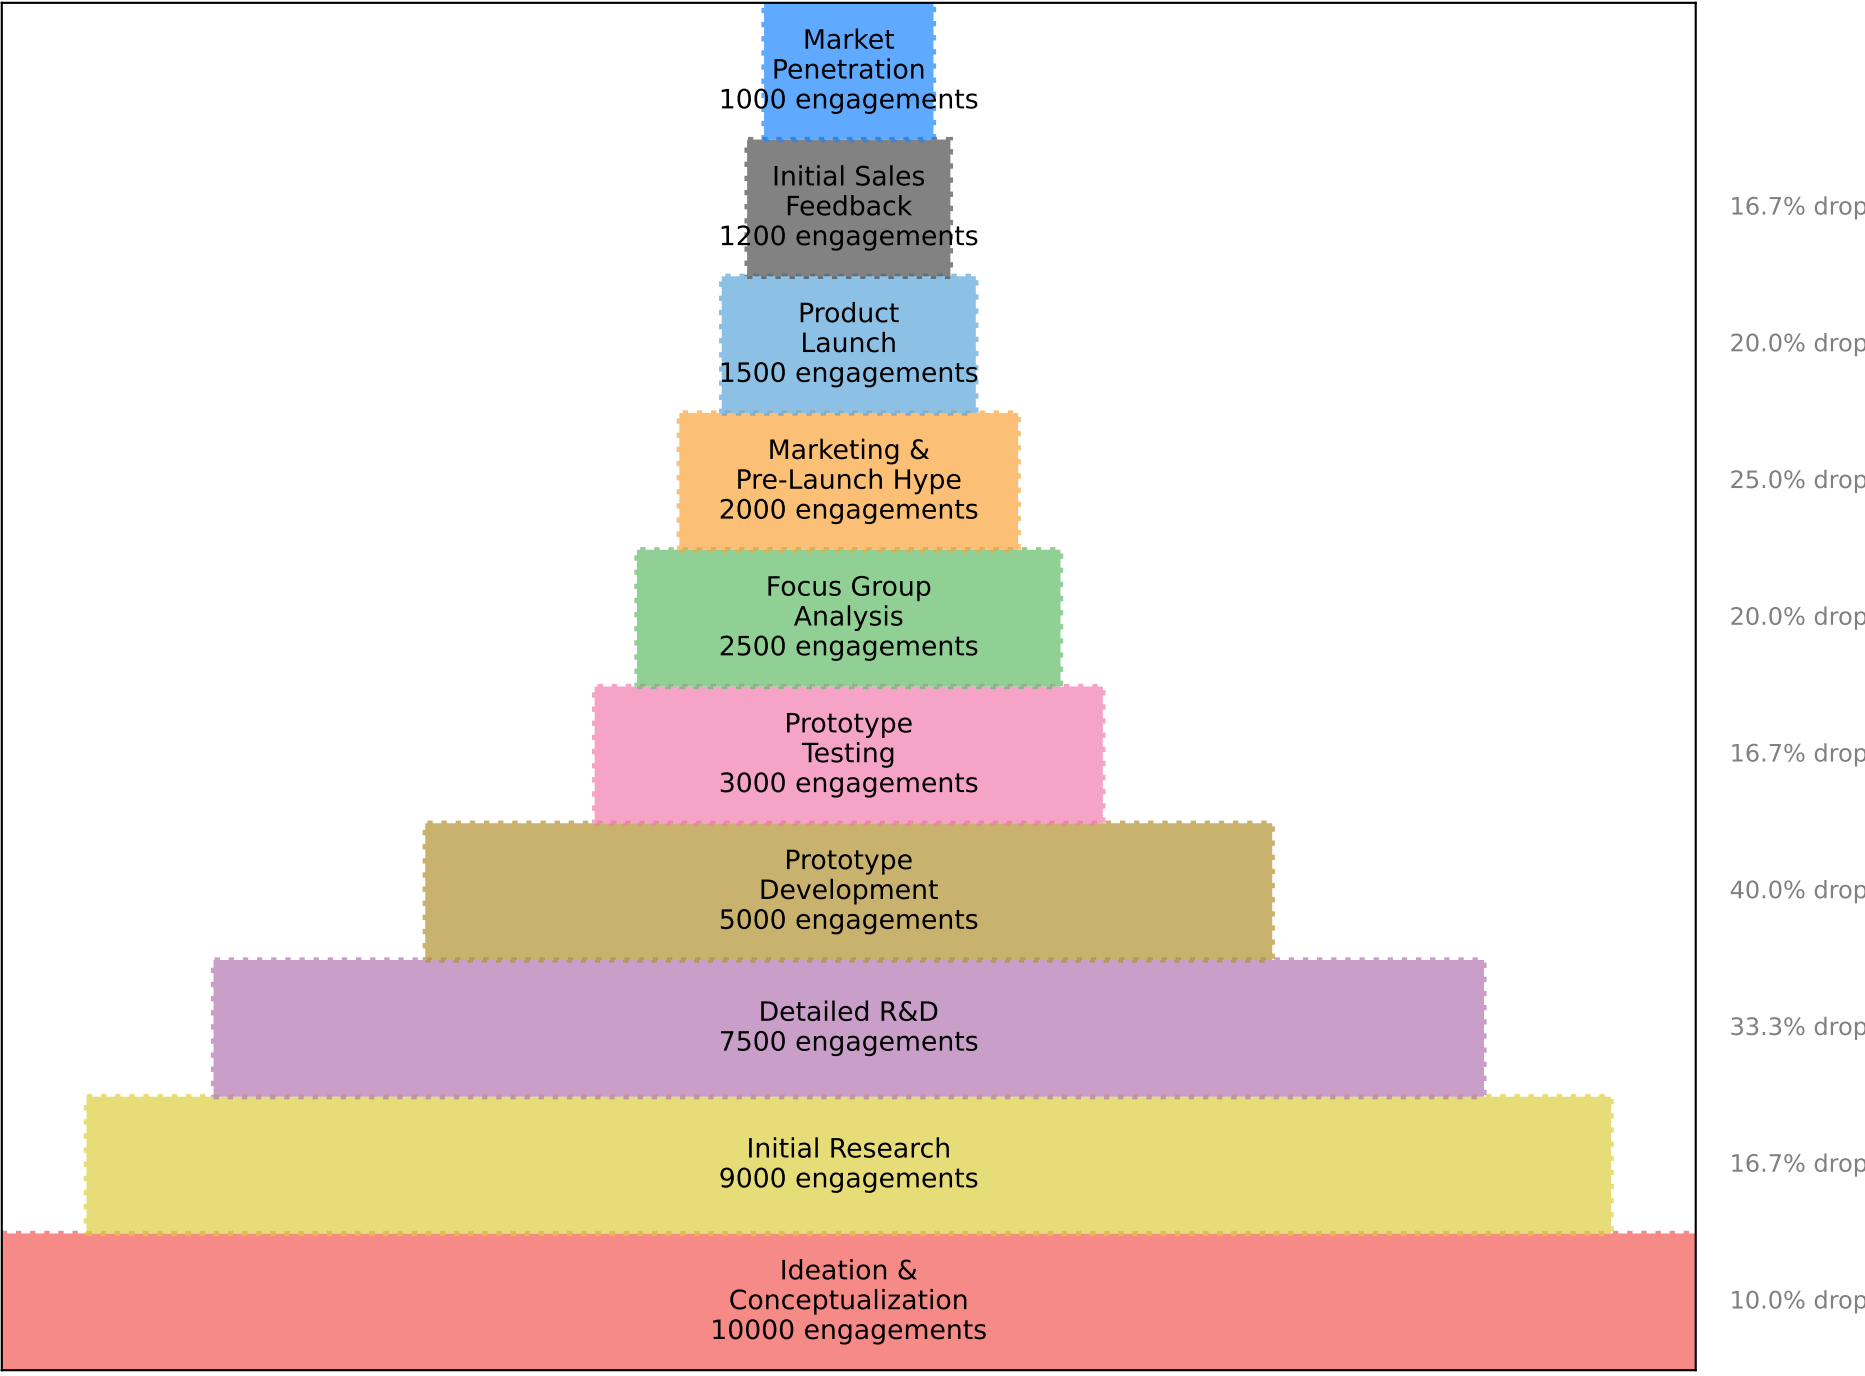 Market
Penetration
1000 engagements
Initial Sales
Feedback
1200 engagements
16.7% drop
Product
Launch
1500 engagements
20.0% drop
Marketing &
Pre-Launch Hype
2000 engagements
25.0% drop
Focus Group
Analysis
2500 engagements
20.0% drop
Prototype
Testing
3000 engagements
16.7% drop
Prototype
Development
5000 engagements
40.0% drop
Detailed R&D
7500 engagements
33.3% drop
Initial Research
9000 engagements
16.7% drop
Ideation &
Conceptualization
10000 engagements
10.0% drop